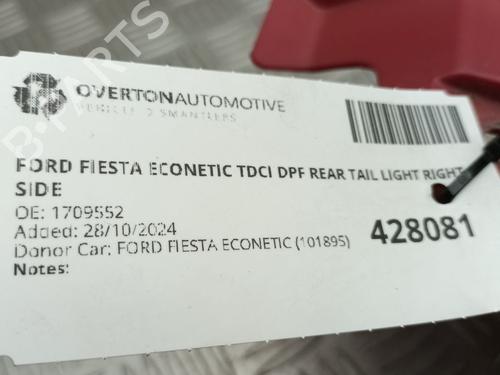 OVERTONAUTOMOTIVE
VEHICLE DISMANTLERS
FORD FIESTA ECONETIC TDCI DPF REAR TAIL LIGHT RIGHT
SIDE
OE: 1709552
Added: 28/10/2024
Donor Car: FORD FIESTA ECONETIC (101895)
Notes:
428081
B-PARTS